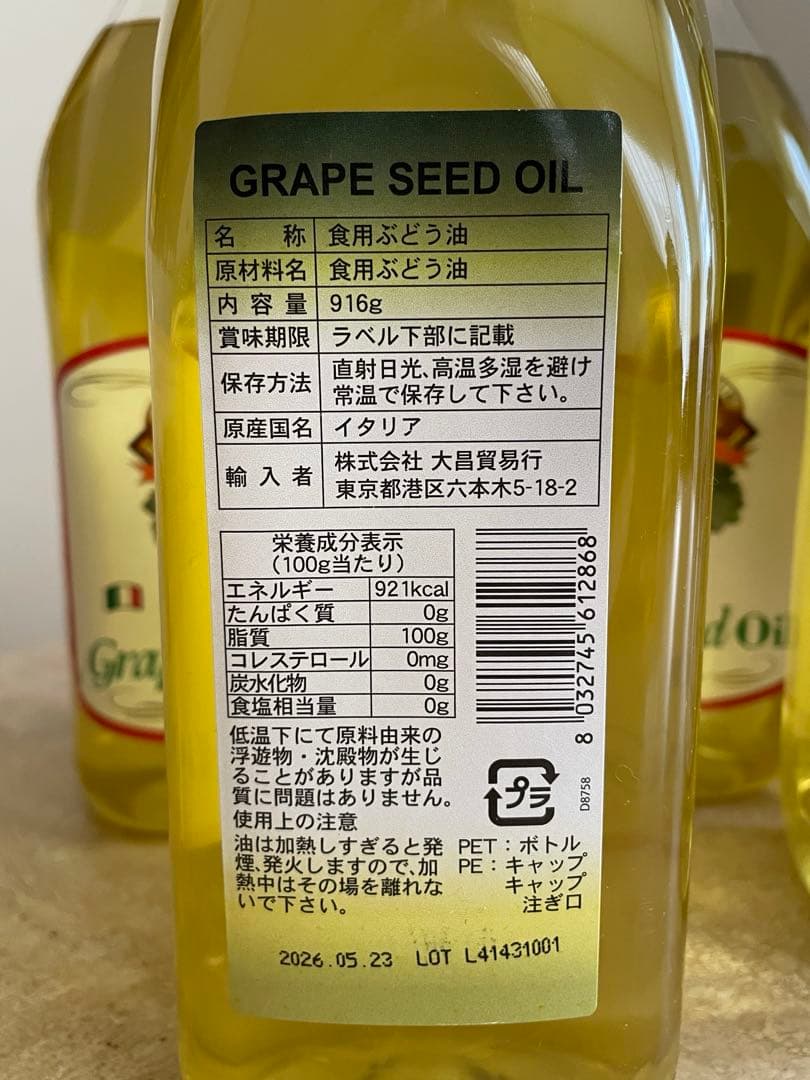 GRAPE SEED OIL
名称 食用ぶどう油
原材料名 食用ぶどう油
内容量 916g
賞味期限 ラベル下部に記載
保存方法 直射日光、高温多湿を避け
常温で保存して下さい。
原産国名 イタリア
輸入者 株式会社 大昌貿易行
東京都港区六本木5-18-2
栄養成分表示
(100g当たり)
エネルギー 921kcal
たんぱく質 0g
脂質 100g
コレステロール 0mg
炭水化物 0g
食塩相当量 0g
8 032745 612868
低温下にて原料由来の
浮遊物・沈殿物が生じ
ることがありますが品
質に問題はありません。
使用上の注意
油は加熱しすぎると発
煙、発火しますので、加
熱中はその場を離れな
いで下さい。
プラ
D8758
PET：ボトル
PE：キャップ
キャップ
注ぎ口
2026.05.23 LOT L41431001
Grap
d Oil